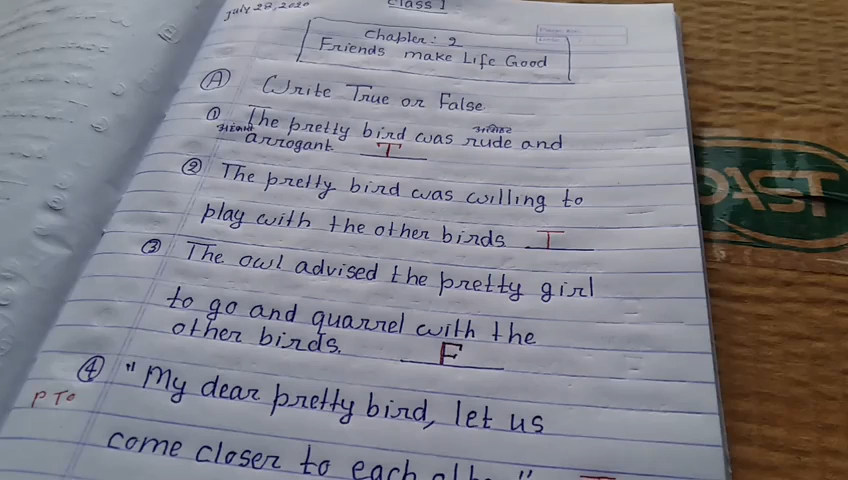 July 28, 2020
Class 1
Chapter: 2
Friends make Life Good
A Write True or False
1 The pretty bird was rude and
arrogant. T
2 The pretty bird was willing to
play with the other birds T
3 The owl advised the pretty girl
to go and quarrel with the
other birds. F
4 "My dear pretty bird, let us
PTO
come closer to each other"
OAST